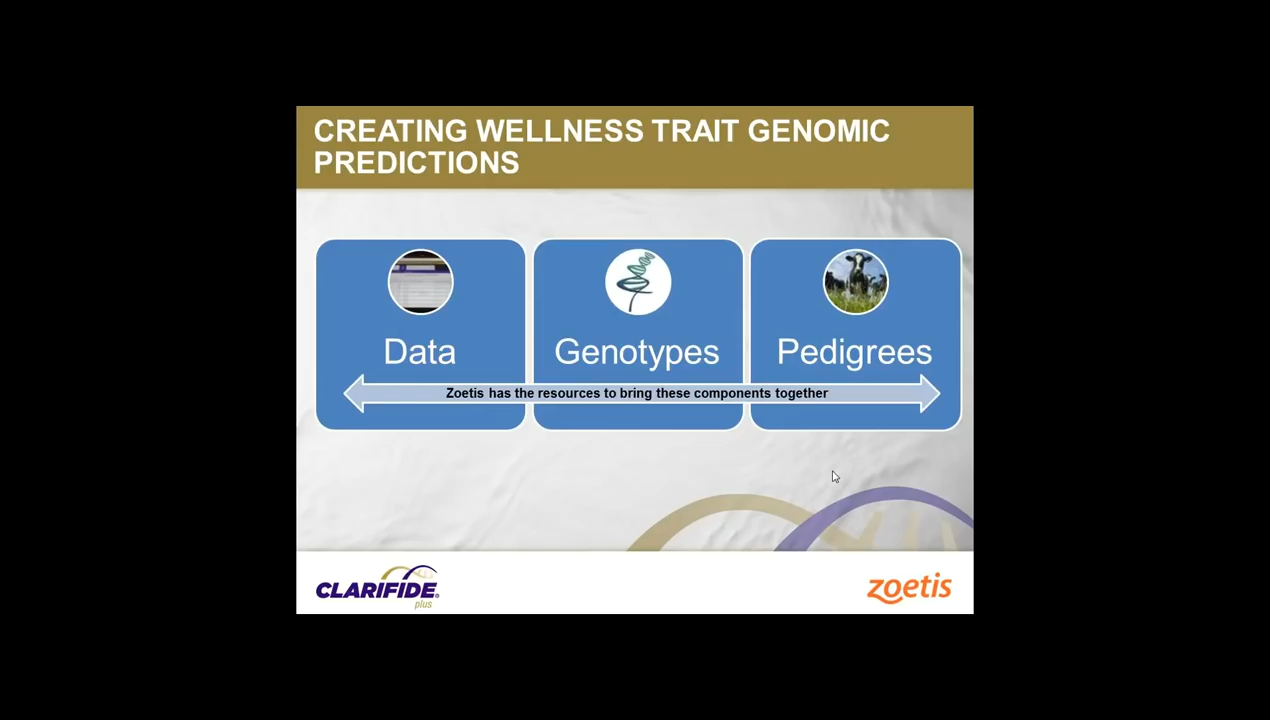 CREATING WELLNESS TRAIT GENOMIC
PREDICTIONS
Data
Genotypes
Pedigrees
Zoetis has the resources to bring these components together
CLARIFIDE®
plus
zoetis